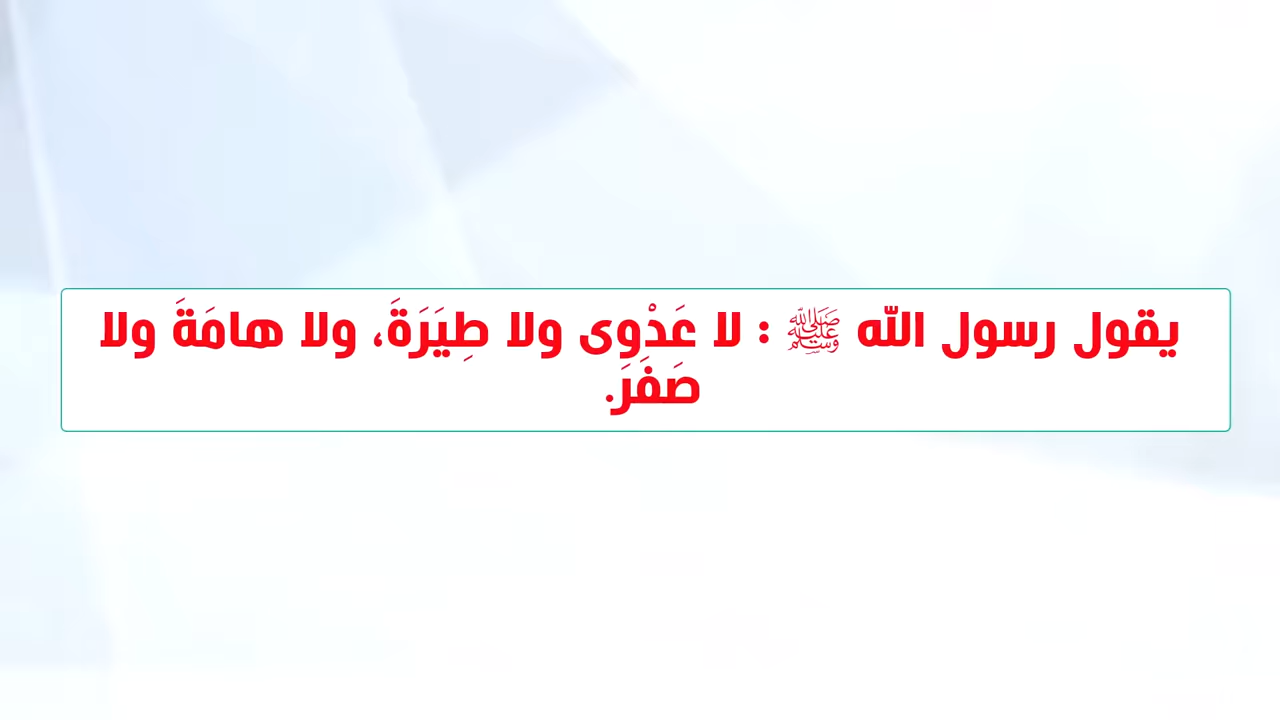 يقول رسول الله ﷺ : لا عَدْوى ولا طِيَرَةَ، ولا هامَةَ ولا
صَفَرَ.